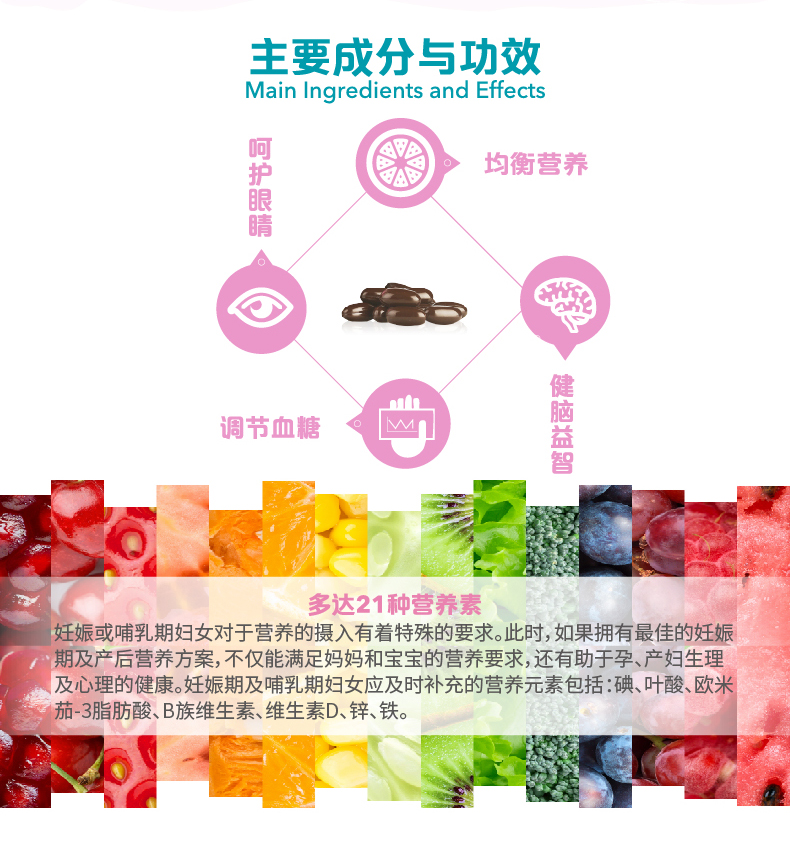 主要成分与功效
Main Ingredients and Effects
呵护眼睛
均衡营养
调节血糖
健脑益智
多达21种营养素
妊娠或哺乳期妇女对于营养的摄入有着特殊的要求。此时,如果拥有最佳的妊娠
期及产后营养方案,不仅能满足妈妈和宝宝的营养要求,还有助于孕、产妇生理
及心理的健康。妊娠期及哺乳期妇女应及时补充的营养元素包括:碘、叶酸、欧米
茄-3脂肪酸、B族维生素、维生素D、锌、铁。